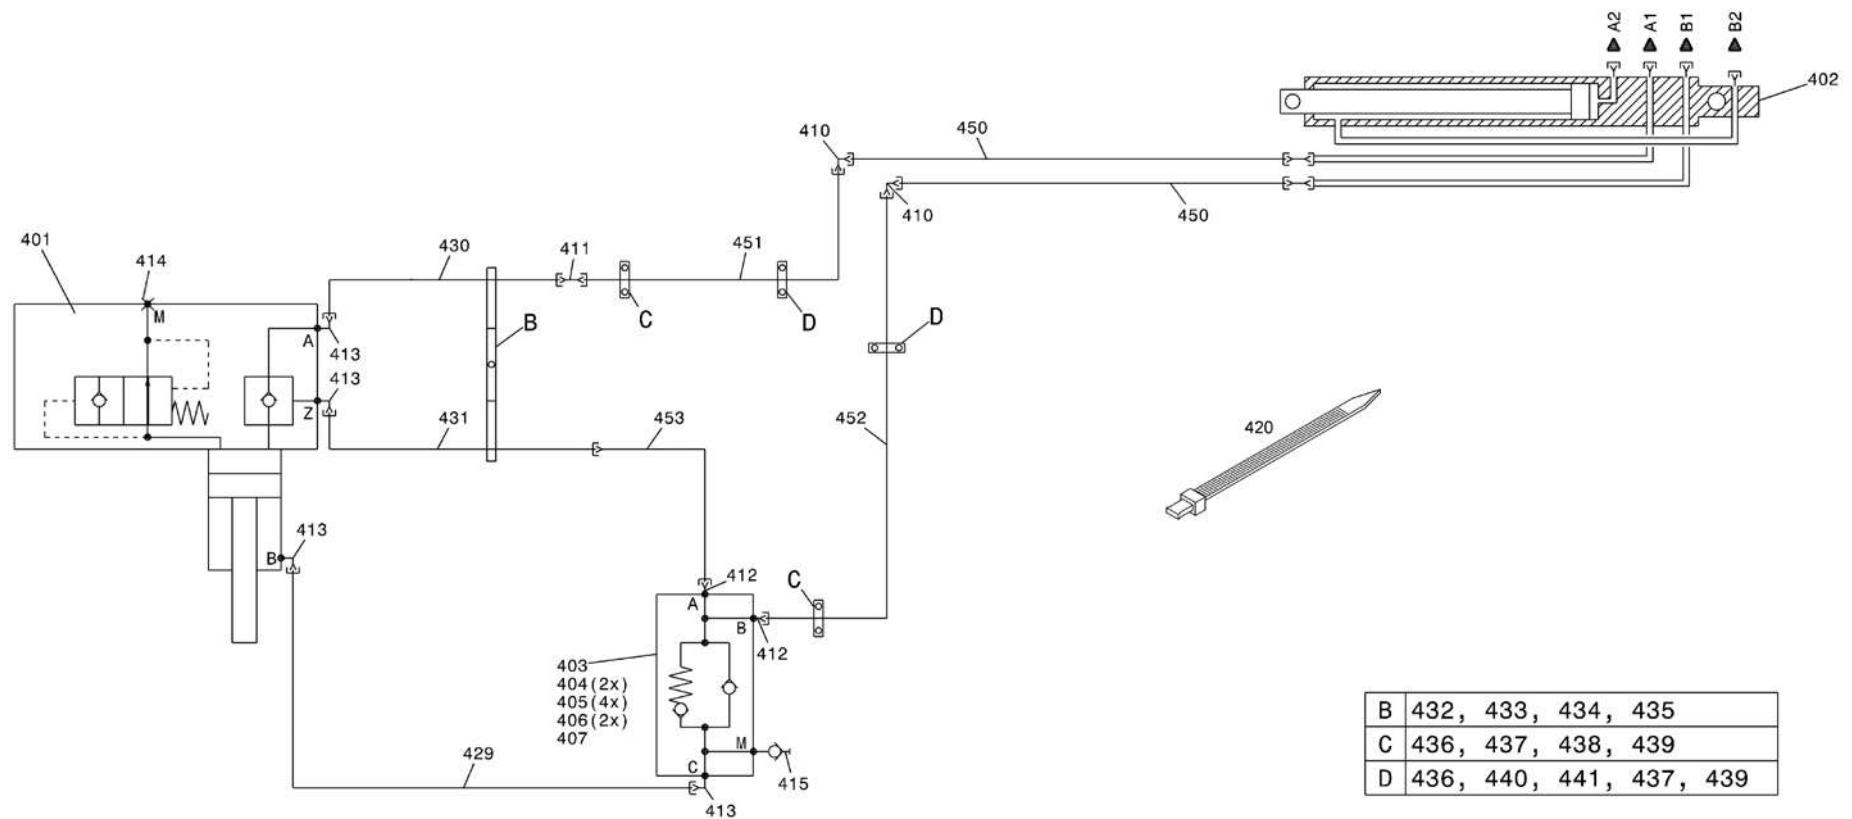 A2
A1
B1
B2
402
410
450
410
450
401
414
430
411
451
M
C
D
B
D
A
413
413
Z
431
453
452
420
413
B
412
C
A
B
412
403
404(2x)
405(4x)
406(2x)
407
M
C
415
429
413
B 432, 433, 434, 435
C 436, 437, 438, 439
D 436, 440, 441, 437, 439